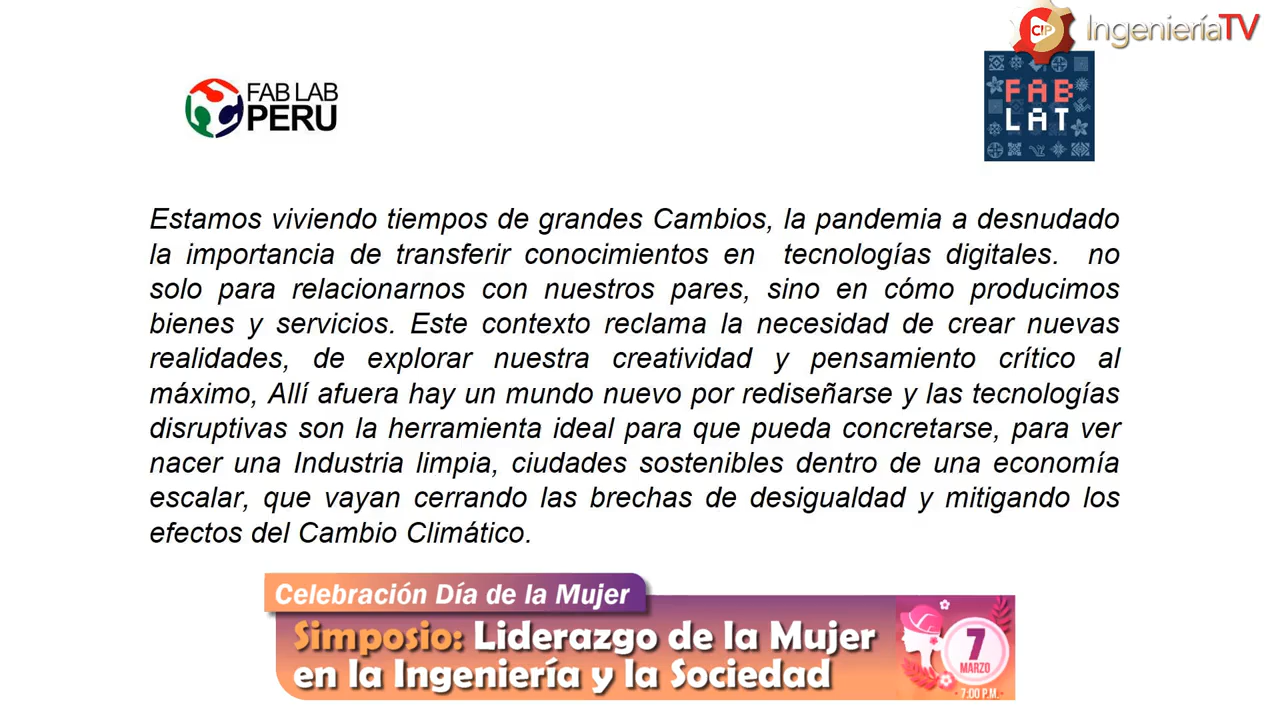 CIP IngenieríaTV
FAB LAB
PERU
FAB
LAT
Estamos viviendo tiempos de grandes Cambios, la pandemia a desnudado
la importancia de transferir conocimientos en tecnologías digitales. no
solo para relacionarnos con nuestros pares, sino en cómo producimos
bienes y servicios. Este contexto reclama la necesidad de crear nuevas
realidades, de explorar nuestra creatividad y pensamiento crítico al
máximo, Allí afuera hay un mundo nuevo por rediseñarse y las tecnologías
disruptivas son la herramienta ideal para que pueda concretarse, para ver
nacer una Industria limpia, ciudades sostenibles dentro de una economía
escalar, que vayan cerrando las brechas de desigualdad y mitigando los
efectos del Cambio Climático.
Celebración Día de la Mujer
Simposio: Liderazgo de la Mujer
en la Ingeniería y la Sociedad
7
MARZO
7:00 P.M.